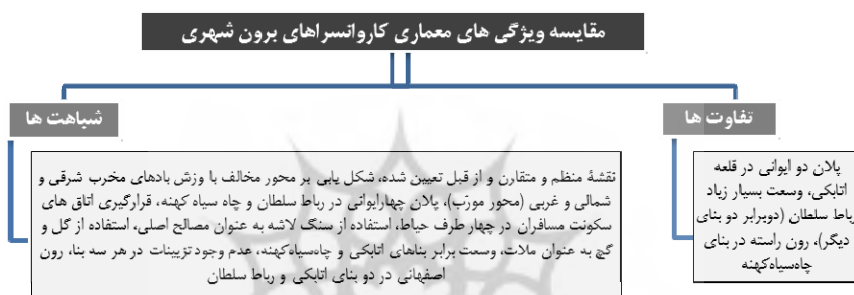 مقایسه ویژگی های معماری کاروانسراهای برون شهری
تفاوت ها
پلان دو ایوانی در قلعه
اتابکی، وسعت بسیار زیاد
رباط سلطان (دوبرابر دو بنای
دیگر)، رون راسته در بنای
چاه‌سیاه‌کهنه
شباهت ها
نقشۀ منظم و متقارن و از قبل تعیین شده، شکل یابی بر محور مخالف با وزش بادهای مخرب شرقی و
شمالی و غربی (محور مورّب)، پلان چهارایوانی در رباط سلطان و چاه سیاه کهنه، قرارگیری اتاق های
سکونت مسافران در چهار طرف حیاط، استفاده از سنگ لاشه به عنوان مصالح اصلی، استفاده از گل و
گچ به عنوان ملات، وسعت برابر بناهای اتابکی و چاه‌سیاه‌کهنه، عدم وجود تزیینات در هر سه بنا، رون
اصفهانی در دو بنای اتابکی و رباط سلطان